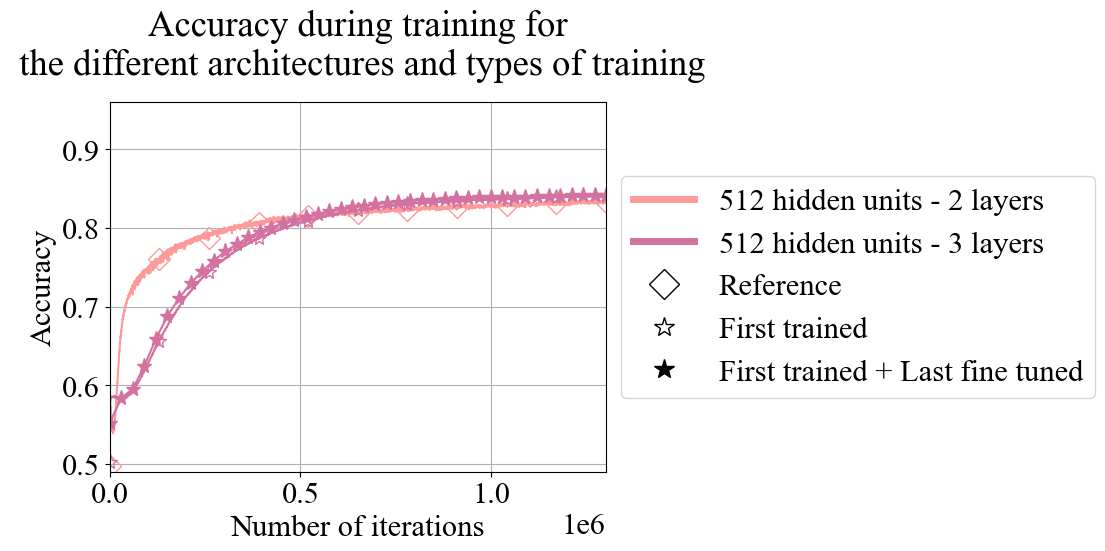 Accuracy during training for
the different architectures and types of training
0.9
0.8
0.7
0.6
0.5
Accuracy
0.0
0.5
1.0
Number of iterations
1e6
512 hidden units - 2 layers
512 hidden units - 3 layers
Reference
First trained
First trained + Last fine tuned